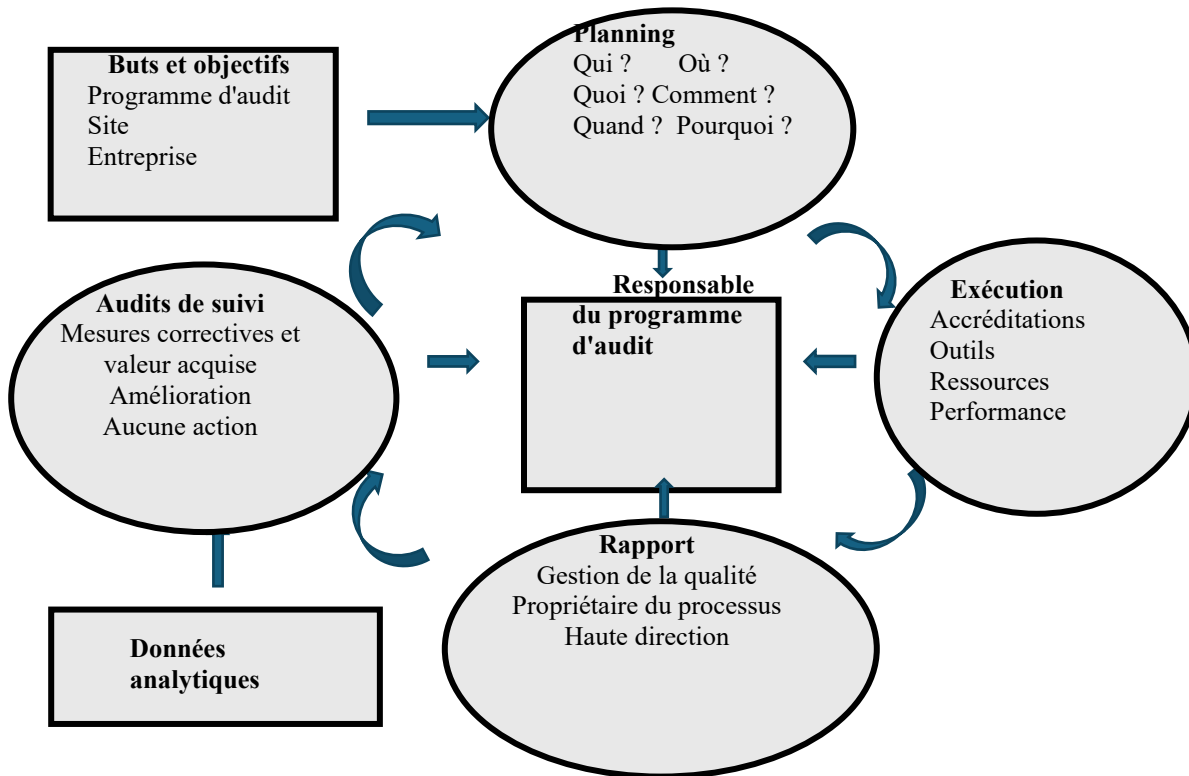 Buts et objectifs
Programme d'audit
Site
Entreprise
Planning
Qui ? Où ?
Quoi ? Comment ?
Quand ? Pourquoi ?
Audits de suivi
Mesures correctives et
valeur acquise
Amélioration
Aucune action
Responsable
du programme
d'audit
Exécution
Accréditations
Outils
Ressources
Performance
Rapport
Gestion de la qualité
Propriétaire du processus
Haute direction
Données
analytiques